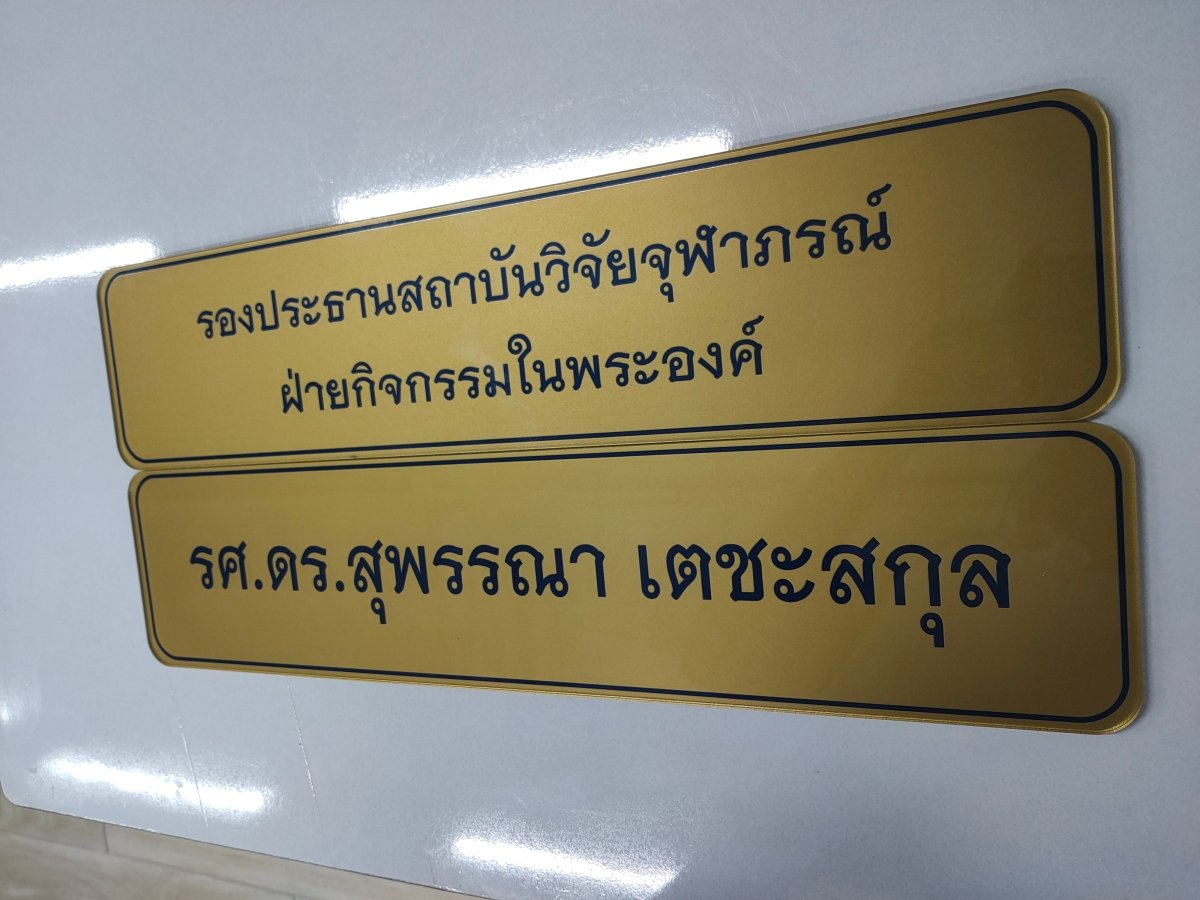 รองประธานสถาบันวิจัยจุฬาภรณ์
ฝ่ายกิจกรรมในพระองค์
รศ.ดร.สุพรรณา เตชะสกุล